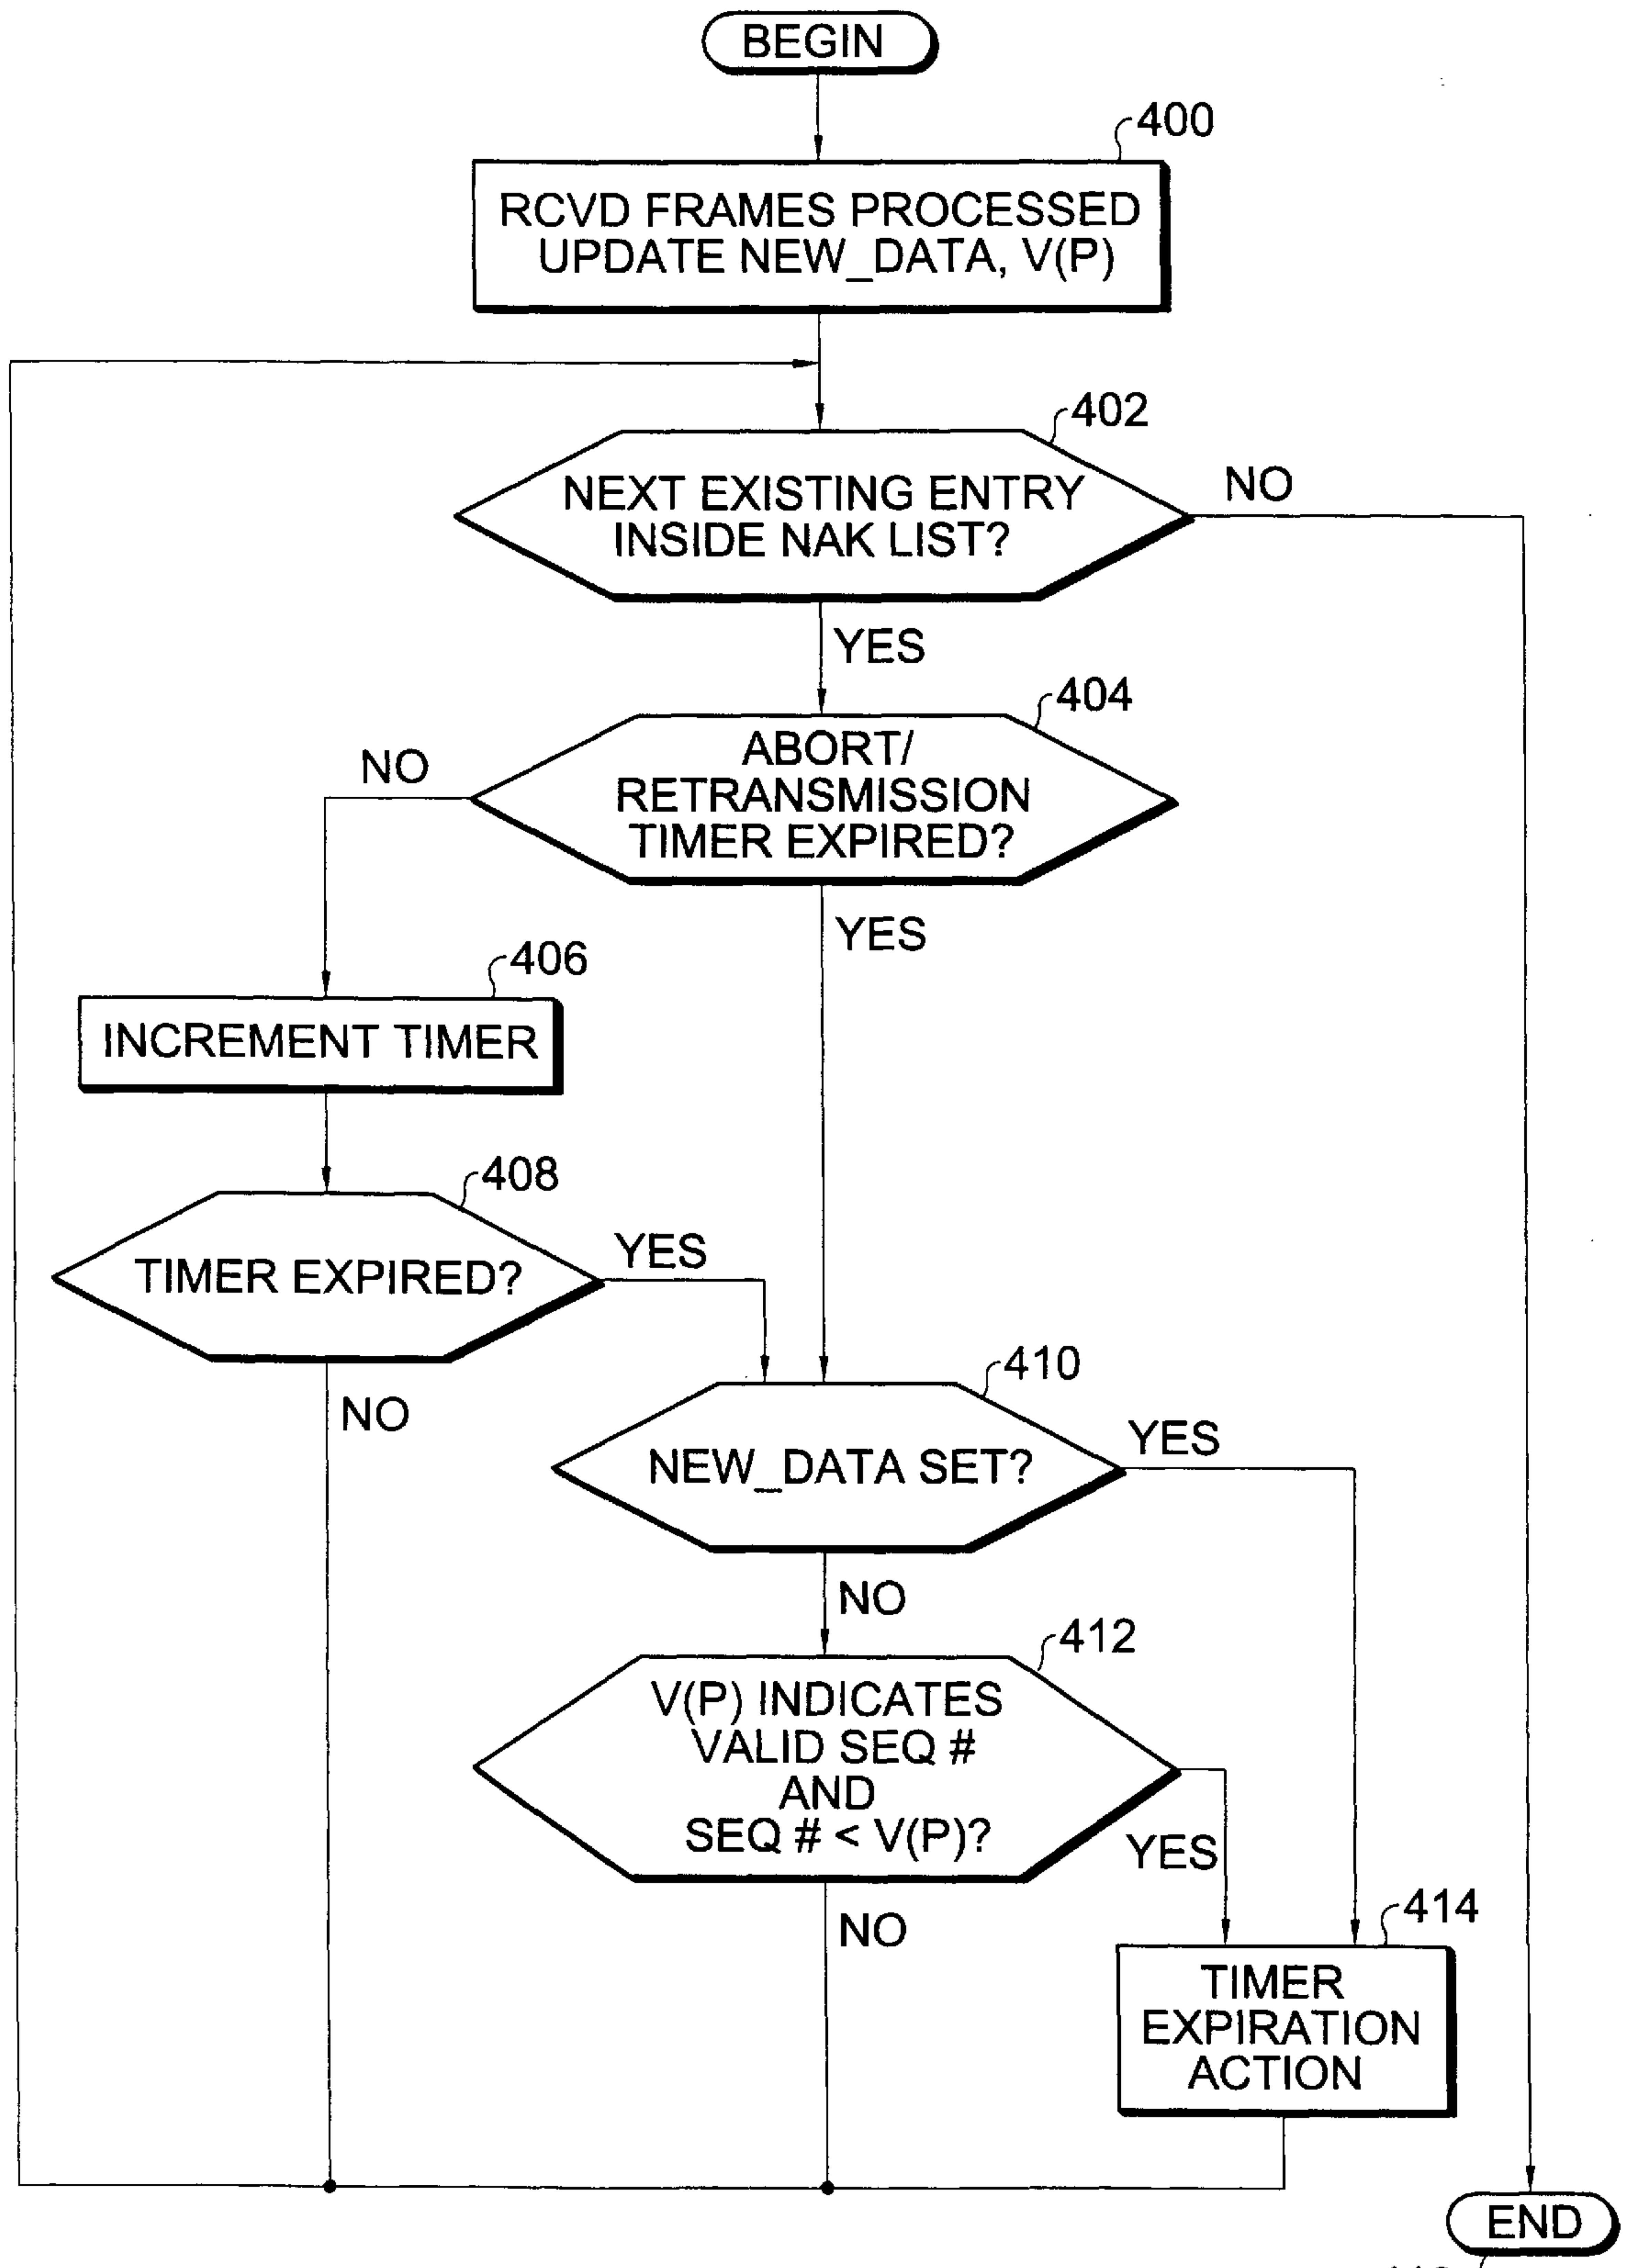 BEGIN
400
RCVD FRAMES PROCESSED
UPDATE NEW_DATA, V(P)
402
NEXT EXISTING ENTRY
INSIDE NAK LIST?
NO
YES
404
ABORT/
RETRANSMISSION
TIMER EXPIRED?
NO
YES
406
INCREMENT TIMER
408
TIMER EXPIRED?
YES
NO
410
NEW_DATA SET?
YES
NO
412
V(P) INDICATES
VALID SEQ #
AND
SEQ # < V(P)?
YES
NO
414
TIMER
EXPIRATION
ACTION
END